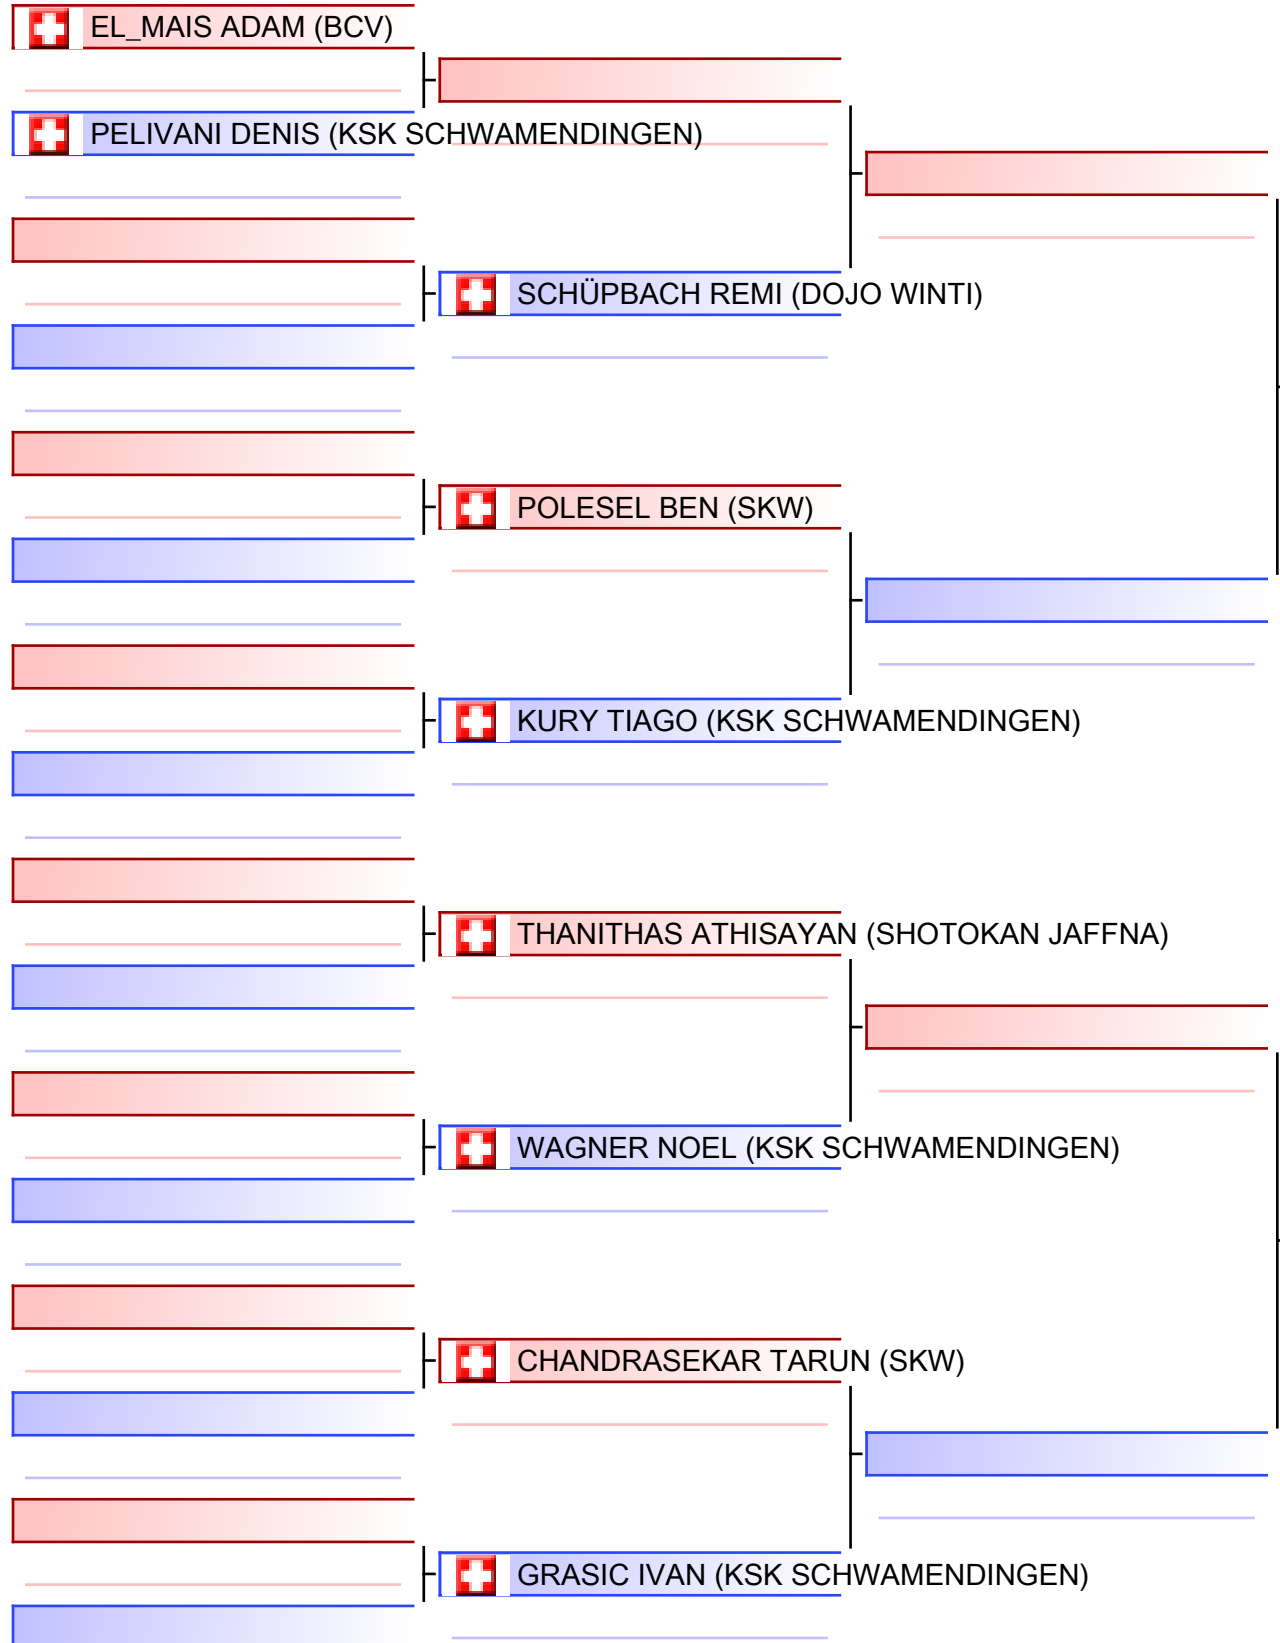 EL_MAIS ADAM (BCV)
PELIVANI DENIS (KSK SCHWAMENDINGEN)
SCHÜPBACH REMI (DOJO WINTI)
POLESEL BEN (SKW)
KURY TIAGO (KSK SCHWAMENDINGEN)
THANITHAS ATHISAYAN (SHOTOKAN JAFFNA)
WAGNER NOEL (KSK SCHWAMENDINGEN)
CHANDRASEKAR TARUN (SKW)
GRASIC IVAN (KSK SCHWAMENDINGEN)